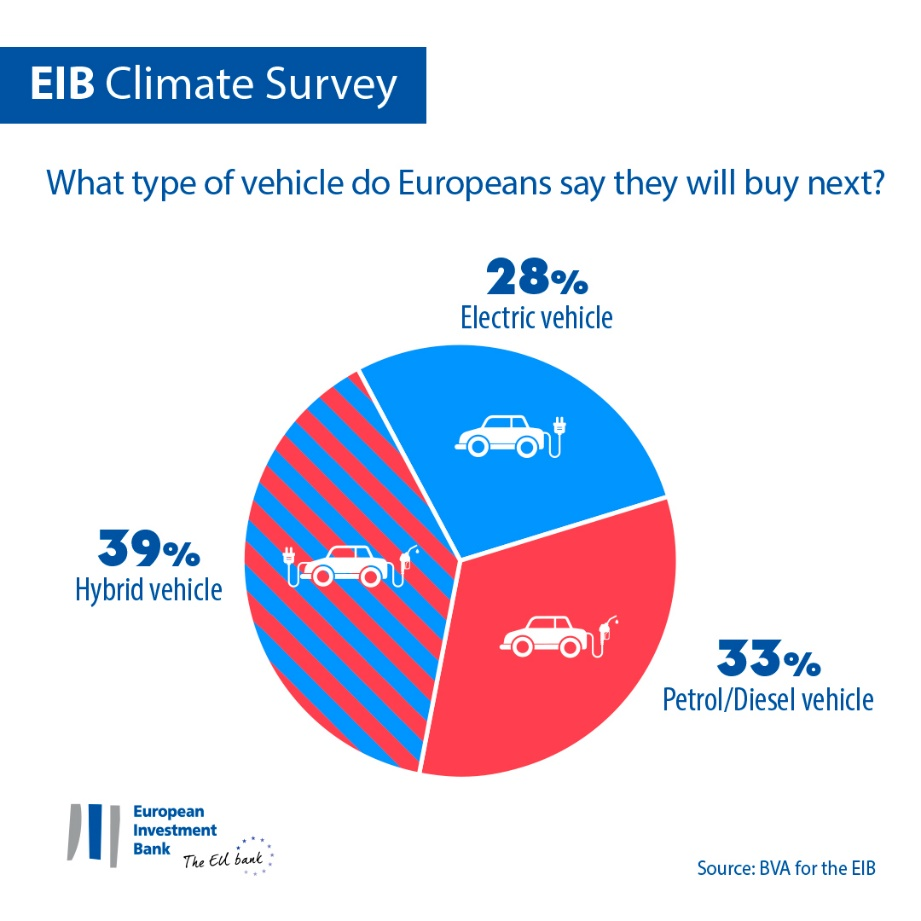 EIB Climate Survey
What type of vehicle do Europeans say they will buy next?
28%
Electric vehicle
39%
Hybrid vehicle
33%
Petrol/Diesel vehicle
European
Investment
Bank
The EU bank
Source: BVA for the EIB